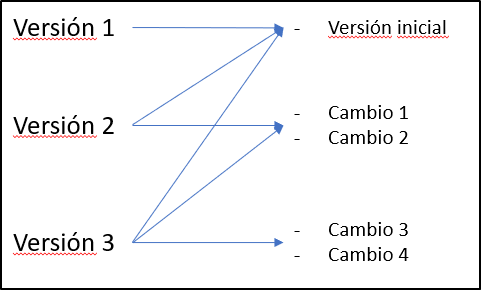 Versión 1
- Versión inicial
Versión 2
- Cambio 1
- Cambio 2
Versión 3
- Cambio 3
- Cambio 4